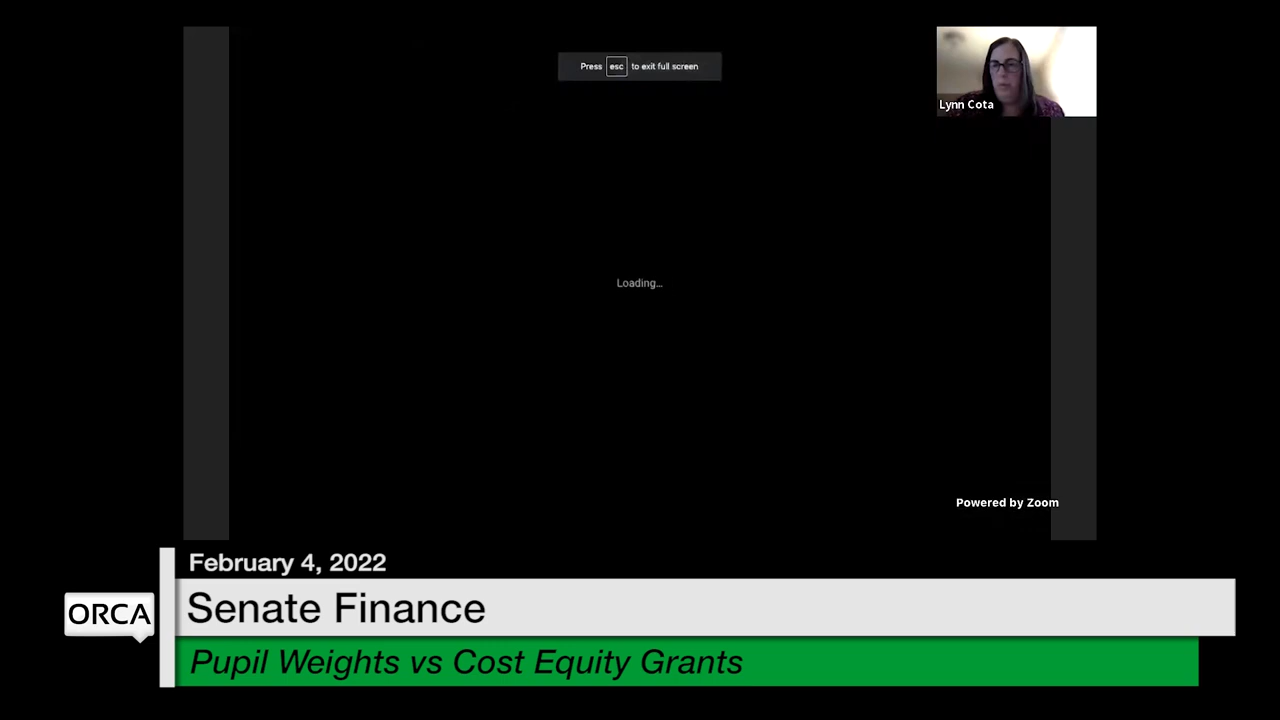 Press esc to exit full screen
Lynn Cota
Loading...
Powered by Zoom
February 4, 2022
ORCA
Senate Finance
Pupil Weights vs Cost Equity Grants